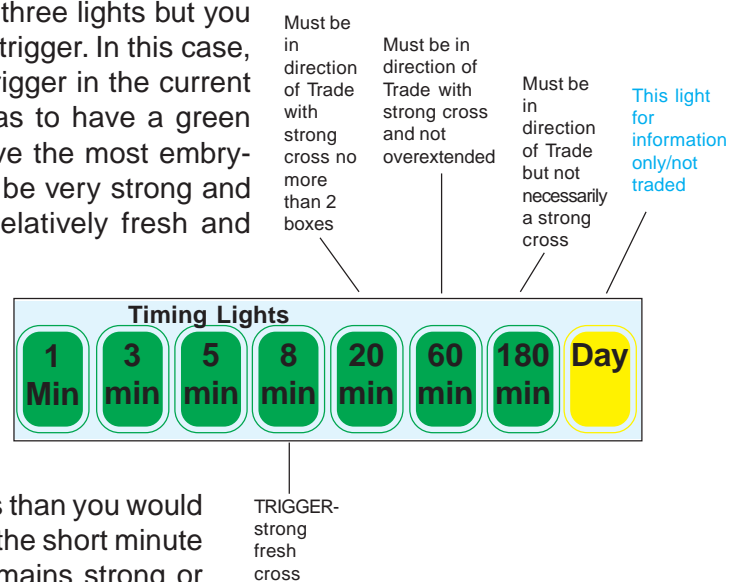 three lights but you
trigger. In this case,
rigger in the current
as to have a green
ve the most embry-
be very strong and
elatively fresh and
Must be
in
direction
of Trade
with
strong
cross no
more
than 2
boxes
Must be in
direction of
Trade with
strong cross
and not
overextended
Must be
in
direction
of Trade
but not
necessarily
a strong
cross
This light
for
information
only/not
traded
Timing Lights
1 Min
3 min
5 min
8 min
20 min
60 min
180 min
Day
TRIGGER-
strong
fresh
cross
s than you would
the short minute
mains strong or